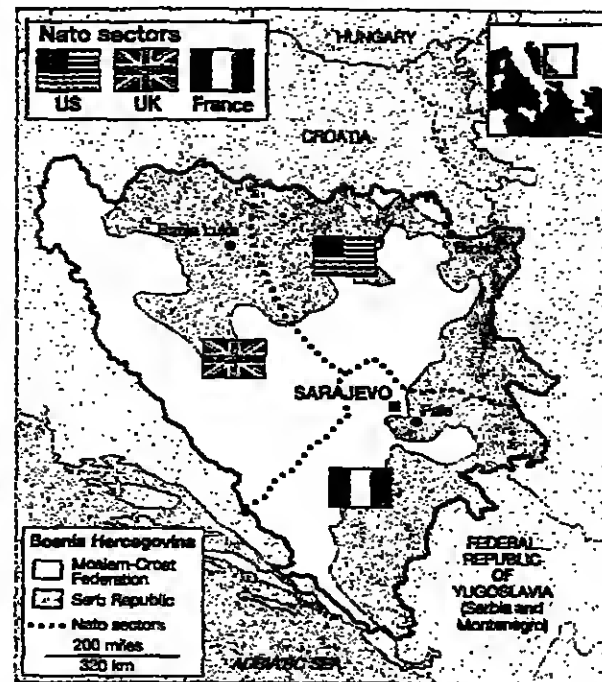 Nato sectors
US UK France
HUNGARY
CROATIA
Banja Luka
SARAJEVO
Pale
FEDERAL
REPUBLIC
OF
YUGOSLAVIA
(Serbia and
Montenegro)
Bosnia Hercegovina
Moslem-Croat
Federation
Serb Republic
Nato sectors
200 miles
320 km
ADRIATIC SEA